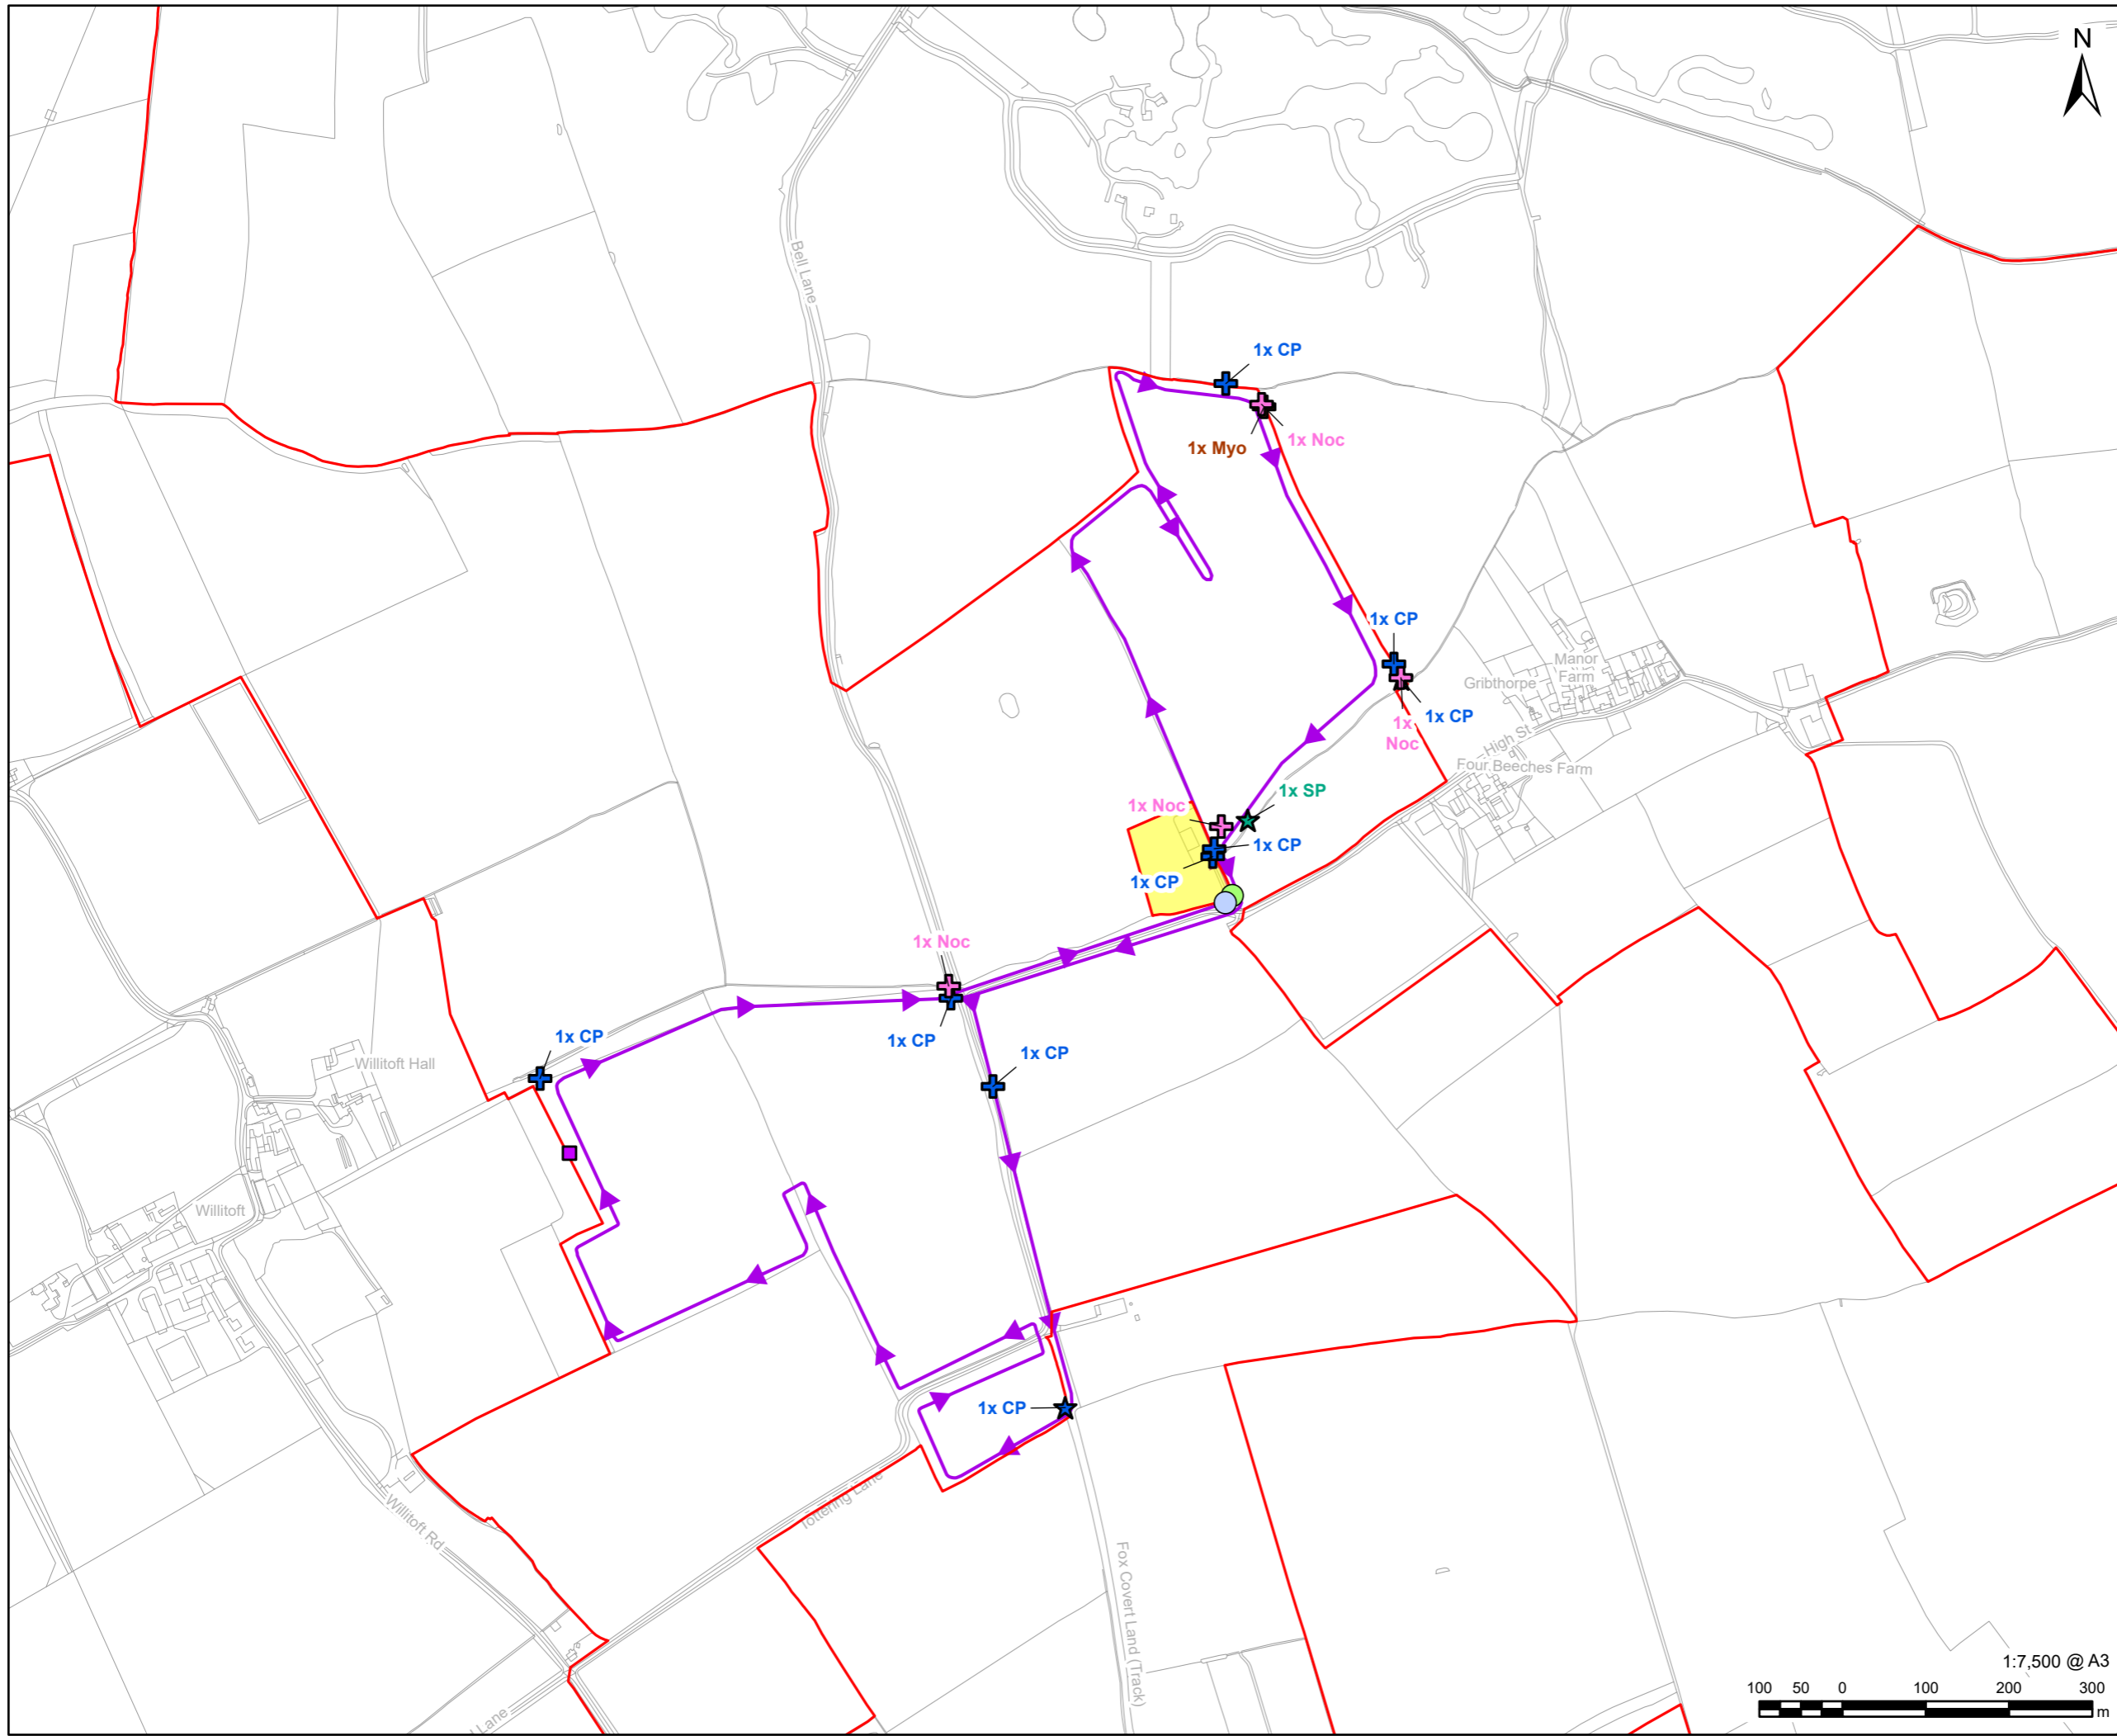 N
Bell Lane
1x CP
1x Noc
1x Myo
1x CP
Manor
Farm
Gribthorpe
1x CP
1x
Noc
High St
Four Beeches Farm
1x SP
1x Noc
1x CP
1x CP
1x Noc
1x CP
1x CP
1x CP
Willitoft Hall
Willitoft
1x CP
Tottering Lane
Willitoft Rd
Fox Covert Land (Track)
Lane
1:7,500 @ A3
100 50 0 100 200 300
m